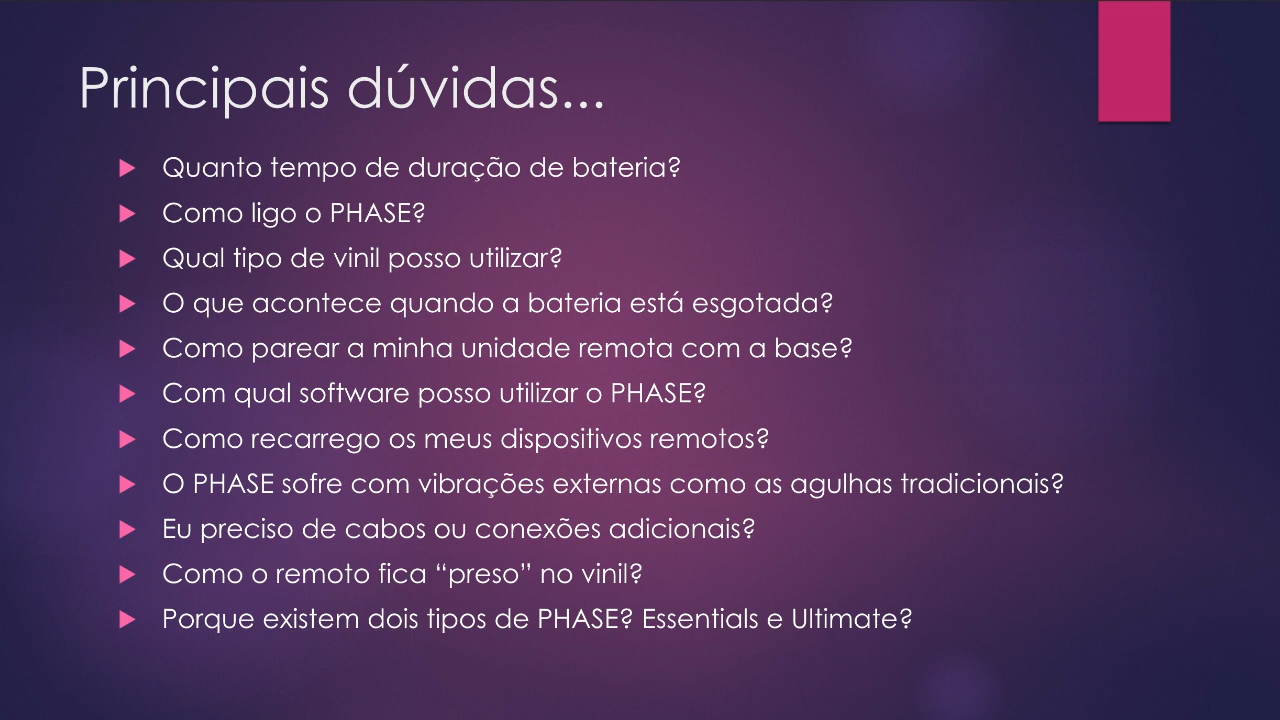 Principais dúvidas...
Quanto tempo de duração de bateria?
Como ligo o PHASE?
Qual tipo de vinil posso utilizar?
O que acontece quando a bateria está esgotada?
Como parear a minha unidade remota com a base?
Com qual software posso utilizar o PHASE?
Como recarrego os meus dispositivos remotos?
O PHASE sofre com vibrações externas como as agulhas tradicionais?
Eu preciso de cabos ou conexões adicionais?
Como o remoto fica “preso” no vinil?
Porque existem dois tipos de PHASE? Essentials e Ultimate?